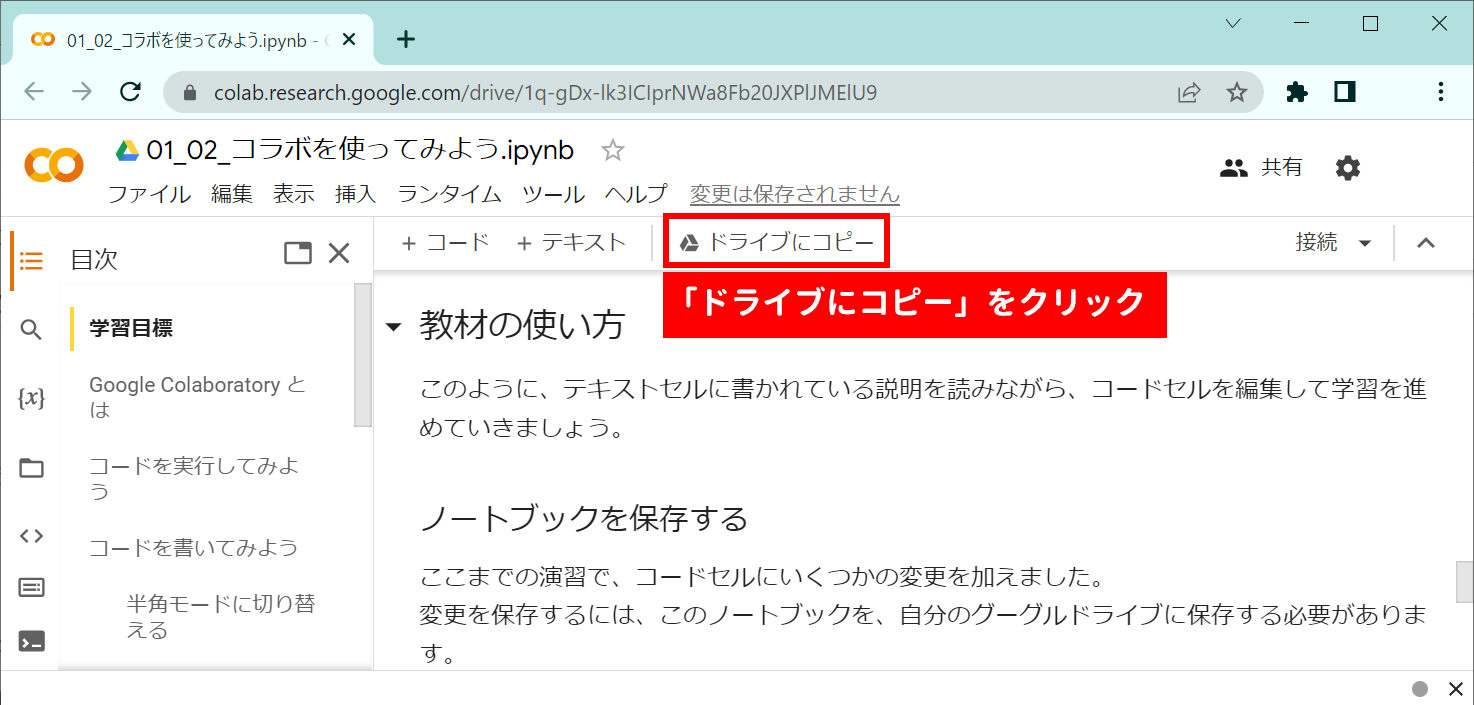 01_02_コラボを使ってみよう.ipynb -
colab.research.google.com/drive/1q-gDx-lk3ICIprNWa8Fb20JXPlJMElU9
01_02_コラボを使ってみよう.ipynb
共有
ファイル 編集 表示 挿入 ランタイム ツール ヘルプ 変更は保存されません
目次
+ コード + テキスト ドライブにコピー 接続
「ドライブにコピー」をクリック
学習目標
Google Colaboratory と
は
コードを実行してみよ
う
コードを書いてみよう
半角モードに切り替
える
{x}
教材の使い方
このように、テキストセルに書かれている説明を読みながら、コードセルを編集して学習を進
めていきましょう。
ノートブックを保存する
ここまでの演習で、コードセルにいくつかの変更を加えました。
変更を保存するには、このノートブックを、自分のグーグルドライブに保存する必要がありま
す。